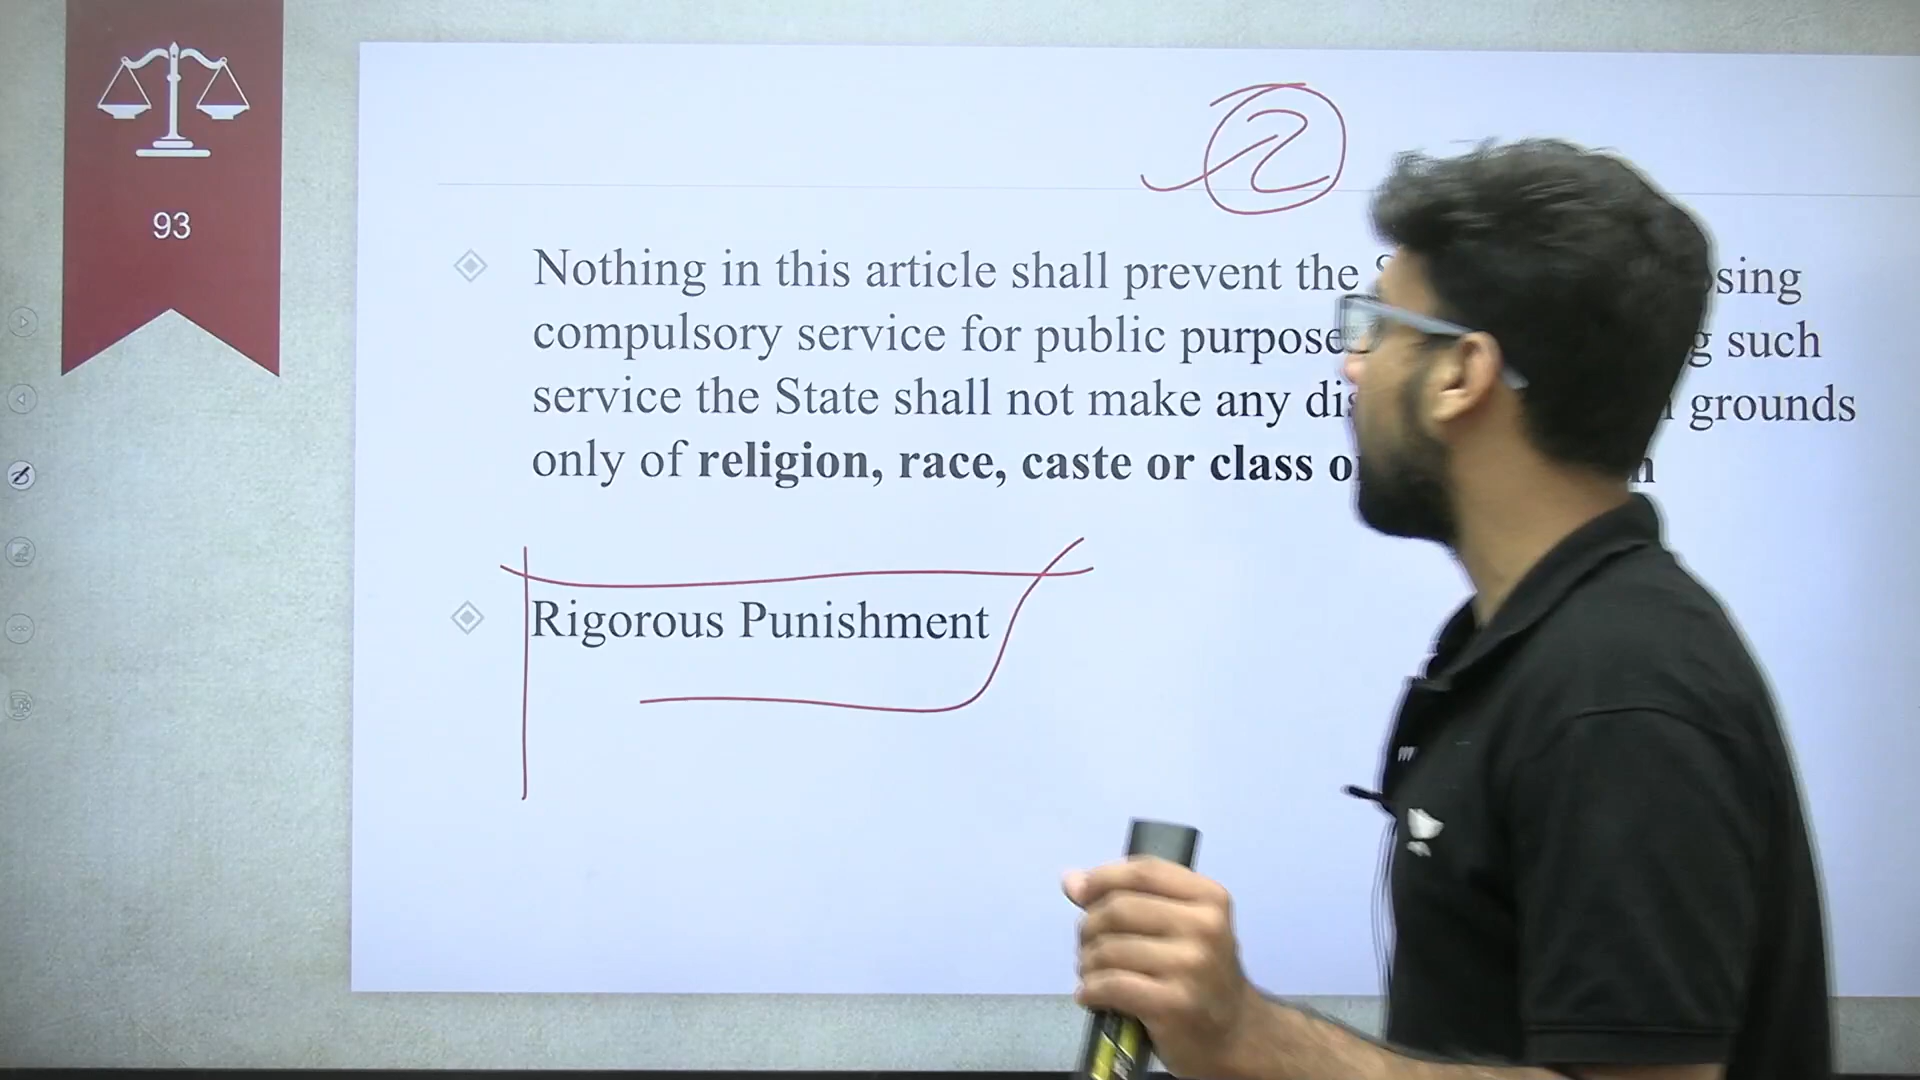 2
93
Nothing in this article shall prevent the sing
compulsory service for public purpose such
service the State shall not make any grounds
only of religion, race, caste or class
Rigorous Punishment